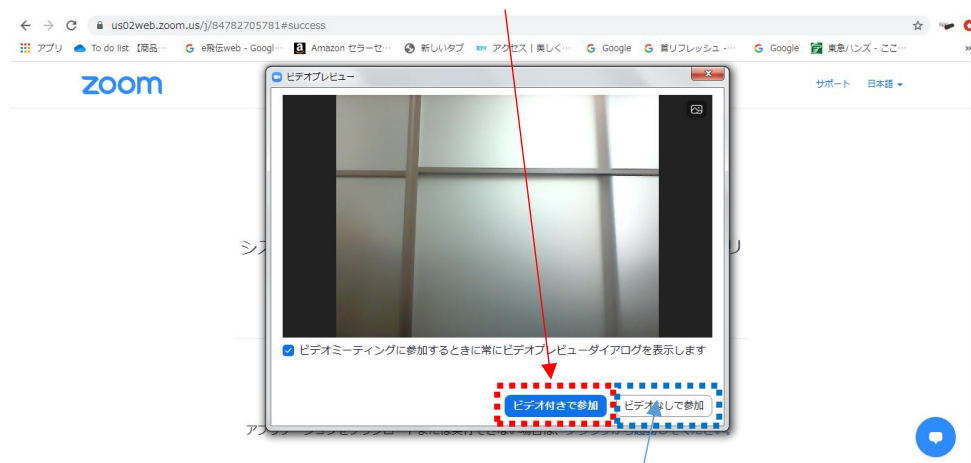 us02web.zoom.us/j/84782705781#success
アプリ To do list 【商品… e飛伝web - Googl… Amazon セラーセ… 新しいタブ アクセス | 美しく… Google 首リフレッシュ -… Google 東急ハンズ - ここ… »
zoom サポート 日本語
ビデオプレビュー
シス リ
ビデオミーティングに参加するときに常にビデオプレビューダイアログを表示します
ビデオ付きで参加 ビデオなしで参加